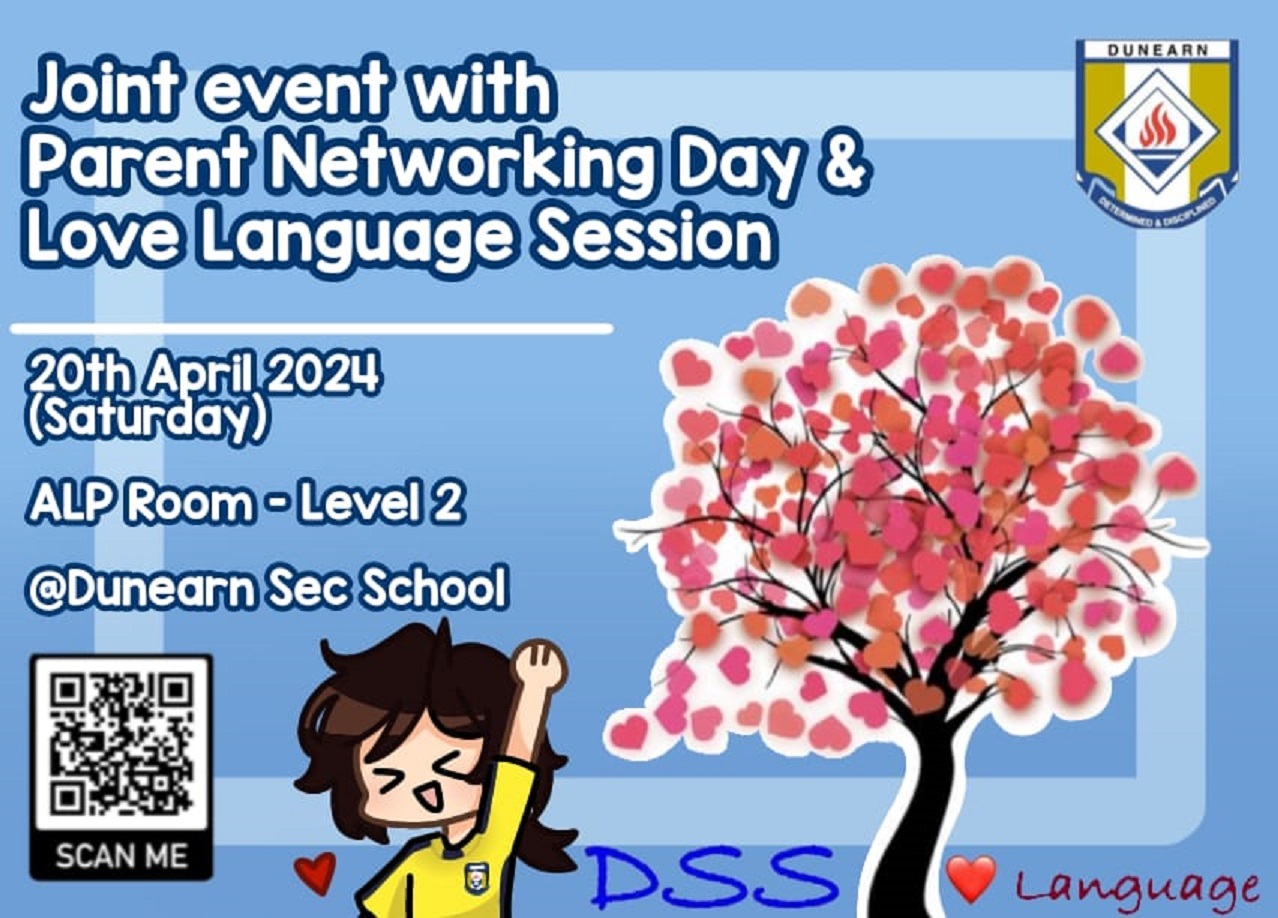 Joint event with
Parent Networking Day &
Love Language Session
DUNEARN
DETERMINED & DISCIPLINED
20th April 2024
(Saturday)
ALP Room - Level 2
@Dunearn Sec School
SCAN ME
DSS
Language